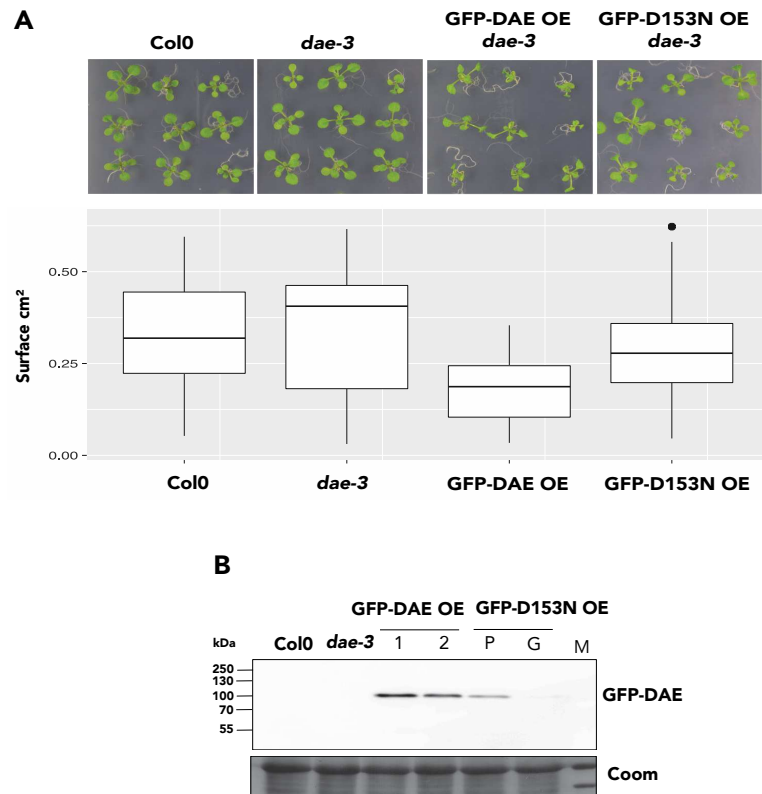 A
Col0
dae-3
GFP-DAE OE
dae-3
GFP-D153N OE
dae-3
Surface cm²
0.50
0.25
0.00
Col0
dae-3
GFP-DAE OE
GFP-D153N OE
B
GFP-DAE OE GFP-D153N OE
kDa Col0 dae-3 1 2 P G M
250
130
100
70
55
GFP-DAE
Coom